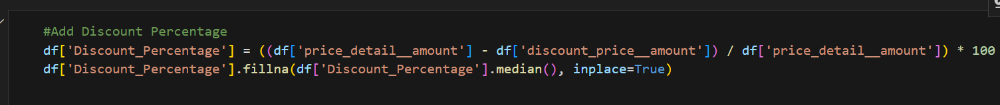 #Add Discount Percentage
df['Discount_Percentage'] = ((df['price_detail__amount'] - df['discount_price__amount']) / df['price_detail__amount']) * 100
df['Discount_Percentage'].fillna(df['Discount_Percentage'].median(), inplace=True)